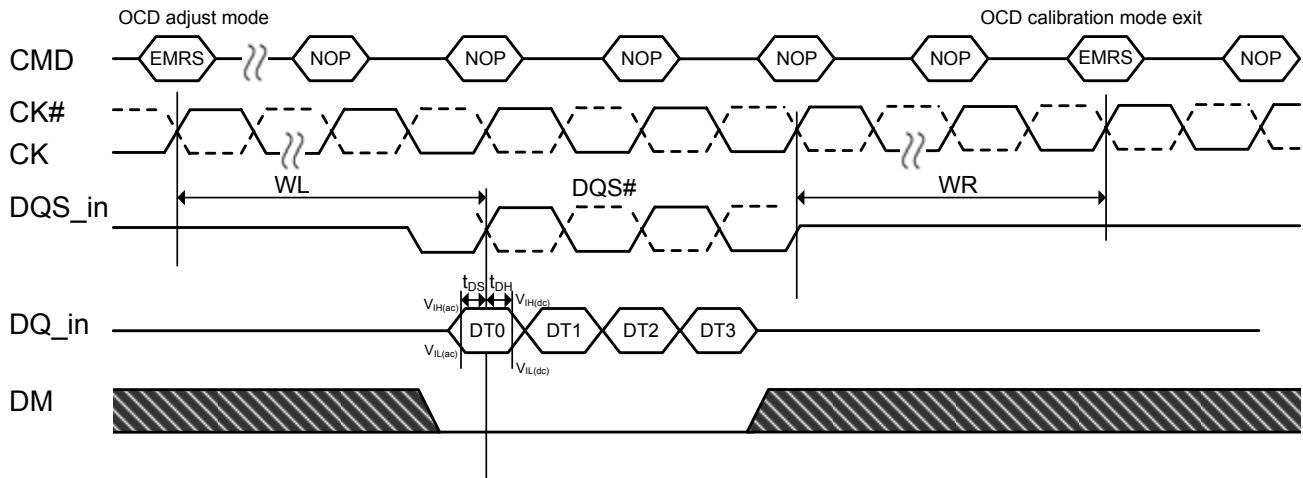 OCD adjust mode OCD calibration mode exit
CMD EMRS NOP NOP NOP NOP NOP EMRS NOP
CK#
CK
WL DQS# WR
DQS_in
tDS tDH
VIH(ac) VIH(dc)
DQ_in DT0 DT1 DT2 DT3
VIL(ac) VIL(dc)
DM